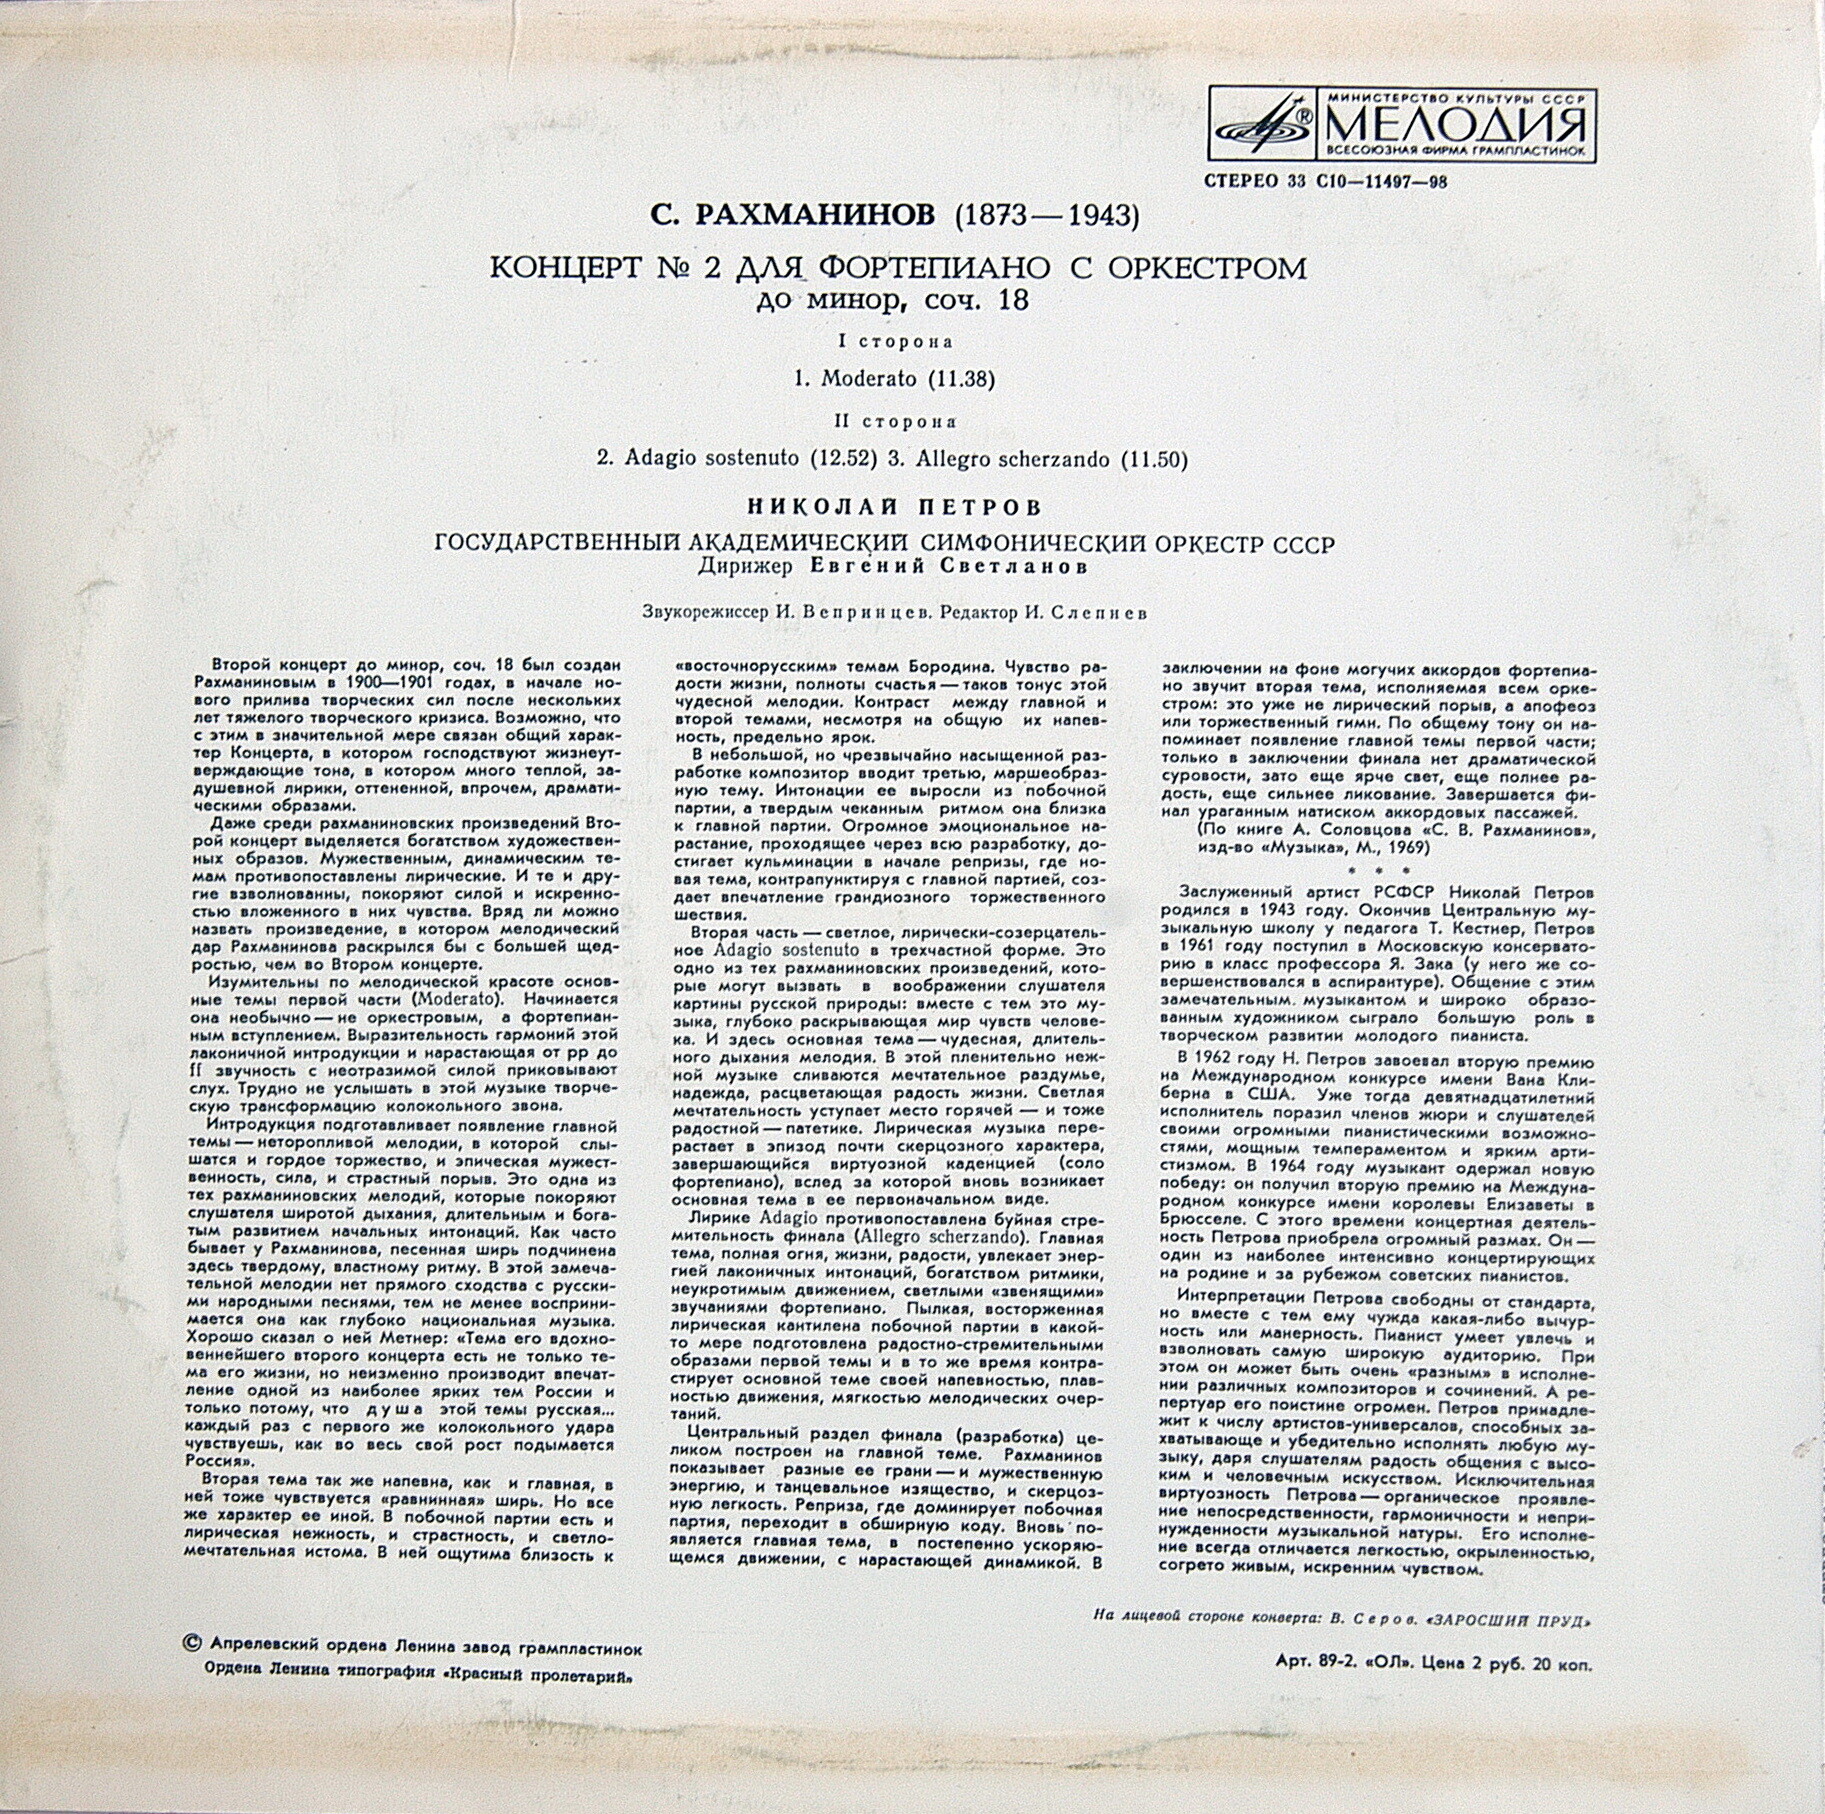 МИНИСТЕРСТВО КУЛЬТУРЫ СССР
®
МЕЛОДИЯ
ВСЕСОЮЗНАЯ ФИРМА ГРАМПЛАСТИНОК
СТЕРЕО 33 С10—11497—98
С. РАХМАНИНОВ (1873—1943)
КОНЦЕРТ № 2 ДЛЯ ФОРТЕПИАНО С ОРКЕСТРОМ
до минор, соч. 18
I сторона
1. Moderato (11.38)
II сторона
2. Adagio sostenuto (12.52) 3. Allegro scherzando (11.50)
НИКОЛАЙ ПЕТРОВ
ГОСУДАРСТВЕННЫЙ АКАДЕМИЧЕСКИЙ СИМФОНИЧЕСКИЙ ОРКЕСТР СССР
Дирижер Евгений Светланов
Звукорежиссер И. Вепринцев. Редактор И. Слепнев
Второй концерт до минор, соч. 18 был создан
Рахманиновым в 1900—1901 годах, в начале но-
вого прилива творческих сил после нескольких
лет тяжелого творческого кризиса. Возможно, что
с этим в значительной мере связан общий харак-
тер Концерта, в котором господствуют жизнеут-
верждающие тона, в котором много теплой, за-
душевной лирики, оттененной, впрочем, драмати-
ческими образами.
Даже среди рахманиновских произведений Вто-
рой концерт выделяется богатством художествен-
ных образов. Мужественным, динамическим те-
мам противопоставлены лирические. И те и дру-
гие взволнованны, покоряют силой и искренно-
стью вложенного в них чувства. Вряд ли можно
назвать произведение, в котором мелодический
дар Рахманинова раскрылся бы с большей щед-
ростью, чем во Втором концерте.
Изумительны по мелодической красоте основ-
ные темы первой части (Moderato). Начинается
она необычно — не оркестровым, а фортепиан-
ным вступлением. Выразительность гармоний этой
лаконичной интродукции и нарастающая от pp до
ff звучность с неотразимой силой приковывают
слух. Трудно не услышать в этой музыке творче-
скую трансформацию колокольного звона.
Интродукция подготавливает появление главной
темы — неторопливой мелодии, в которой слы-
шатся и гордое торжество, и эпическая мужест-
венность, сила, и страстный порыв. Это одна из
тех рахманиновских мелодий, которые покоряют
слушателя широтой дыхания, длительным и бога-
тым развитием начальных интонаций. Как часто
бывает у Рахманинова, песенная ширь подчинена
здесь твердому, властному ритму. В этой замеча-
тельной мелодии нет прямого сходства с русски-
ми народными песнями, тем не менее восприни-
мается она как глубоко национальная музыка.
Хорошо сказал о ней Метнер: «Тема его вдохно-
веннейшего второго концерта есть не только те-
ма его жизни, но неизменно производит впечат-
ление одной из наиболее ярких тем России и
только потому, что душа этой темы русская...
каждый раз с первого же колокольного удара
чувствуешь, как во весь свой рост подымается
Россия».
Вторая тема так же напевна, как и главная, в
ней тоже чувствуется «равнинная» ширь. Но все
же характер ее иной. В побочной партии есть и
лирическая нежность, и страстность, и светло-
мечтательная истома. В ней ощутима близость к
«восточнорусским» темам Бородина. Чувство ра-
дости жизни, полноты счастья — таков тонус этой
чудесной мелодии. Контраст между главной и
второй темами, несмотря на общую их напев-
ность, предельно ярок.
В небольшой, но чрезвычайно насыщенной раз-
работке композитор вводит третью, маршеобраз-
ную тему. Интонации ее выросли из побочной
партии, а твердым чеканным ритмом она близка
к главной партии. Огромное эмоциональное на-
растание, проходящее через всю разработку, до-
стигает кульминации в начале репризы, где но-
вая тема, контрапунктируя с главной партией, соз-
дает впечатление грандиозного торжественного
шествия.
Вторая часть — светлое, лирически-созерцатель-
ное Adagio sostenuto в трехчастной форме. Это
одно из тех рахманиновских произведений, кото-
рые могут вызвать в воображении слушателя
картины русской природы: вместе с тем это му-
зыка, глубоко раскрывающая мир чувств челове-
ка. И здесь основная тема — чудесная, длитель-
ного дыхания мелодия. В этой пленительно неж-
ной музыке сливаются мечтательное раздумье,
надежда, расцветающая радость жизни. Светлая
мечтательность уступает место горячей — и тоже
радостной — патетике. Лирическая музыка пере-
растает в эпизод почти скерцозного характера,
завершающийся виртуозной каденцией (соло
фортепиано), вслед за которой вновь возникает
основная тема в ее первоначальном виде.
Лирике Adagio противопоставлена буйная стре-
мительность финала (Allegro scherzando). Главная
тема, полная огня, жизни, радости, увлекает энер-
гией лаконичных интонаций, богатством ритмики,
неукротимым движением, светлыми «звенящими»
звучаниями фортепиано. Пылкая, восторженная
лирическая кантилена побочной партии в какой-
то мере подготовлена радостно-стремительными
образами первой темы и в то же время контра-
стирует основной теме своей напевностью, плав-
ностью движения, мягкостью мелодических очер-
таний.
Центральный раздел финала (разработка) це-
ликом построен на главной теме. Рахманинов
показывает разные ее грани — и мужественную
энергию, и танцевальное изящество, и скерцоз-
ную легкость. Реприза, где доминирует побочная
партия, переходит в обширную коду. Вновь по-
является главная тема, в постепенно ускоряю-
щемся движении, с нарастающей динамикой. В
заключении на фоне могучих аккордов фортепиа-
но звучит вторая тема, исполняемая всем орке-
стром: это уже не лирический порыв, а апофеоз
или торжественный гимн. По общему тону он на-
поминает появление главной темы первой части;
только в заключении финала нет драматической
суровости, зато еще ярче свет, еще полнее ра-
дость, еще сильнее ликование. Завершается фи-
нал ураганным натиском аккордовых пассажей.
(По книге А. Соловцова «С. В. Рахманинов»,
изд-во «Музыка», М., 1969)
* * *
Заслуженный артист РСФСР Николай Петров
родился в 1943 году. Окончив Центральную му-
зыкальную школу у педагога Т. Кестнер, Петров
в 1961 году поступил в Московскую консервато-
рию в класс профессора Я. Зака (у него же со-
вершенствовался в аспирантуре). Общение с этим
замечательным. музыкантом и широко образо-
ванным художником сыграло большую роль в
творческом развитии молодого пианиста.
В 1962 году Н. Петров завоевал вторую премию
на Международном конкурсе имени Вана Кли-
берна в США. Уже тогда девятнадцатилетний
исполнитель поразил членов жюри и слушателей
своими огромными пианистическими возможно-
стями, мощным темпераментом и ярким арти-
стизмом. В 1964 году музыкант одержал новую
победу: он получил вторую премию на Междуна-
родном конкурсе имени королевы Елизаветы в
Брюсселе. С этого времени концертная деятель-
ность Петрова приобрела огромный размах. Он —
один из наиболее интенсивно концертирующих
на родине и за рубежом советских пианистов.
Интерпретации Петрова свободны от стандарта,
но вместе с тем ему чужда какая-либо вычур-
ность или манерность. Пианист умеет увлечь и
взволновать самую широкую аудиторию. При
этом он может быть очень «разным» в исполне-
нии различных композиторов и сочинений. А ре-
пертуар его поистине огромен. Петров принадле-
жит к числу артистов-универсалов, способных за-
хватывающе и убедительно исполнять любую му-
зыку, даря слушателям радость общения с высо-
ким и человечным искусством. Исключительная
виртуозность Петрова — органическое проявле-
ние непосредственности, гармоничности и непри-
нужденности музыкальной натуры. Его исполне-
ние всегда отличается легкостью, окрыленностью,
согрето живым, искренним чувством.
На лицевой стороне конверта: В. Серов. «ЗАРОСШИЙ ПРУД»
© Апрелевский ордена Ленина завод грампластинок
Ордена Ленина типография «Красный пролетарий»
Арт. 89-2. «ОЛ». Цена 2 руб. 20 коп.